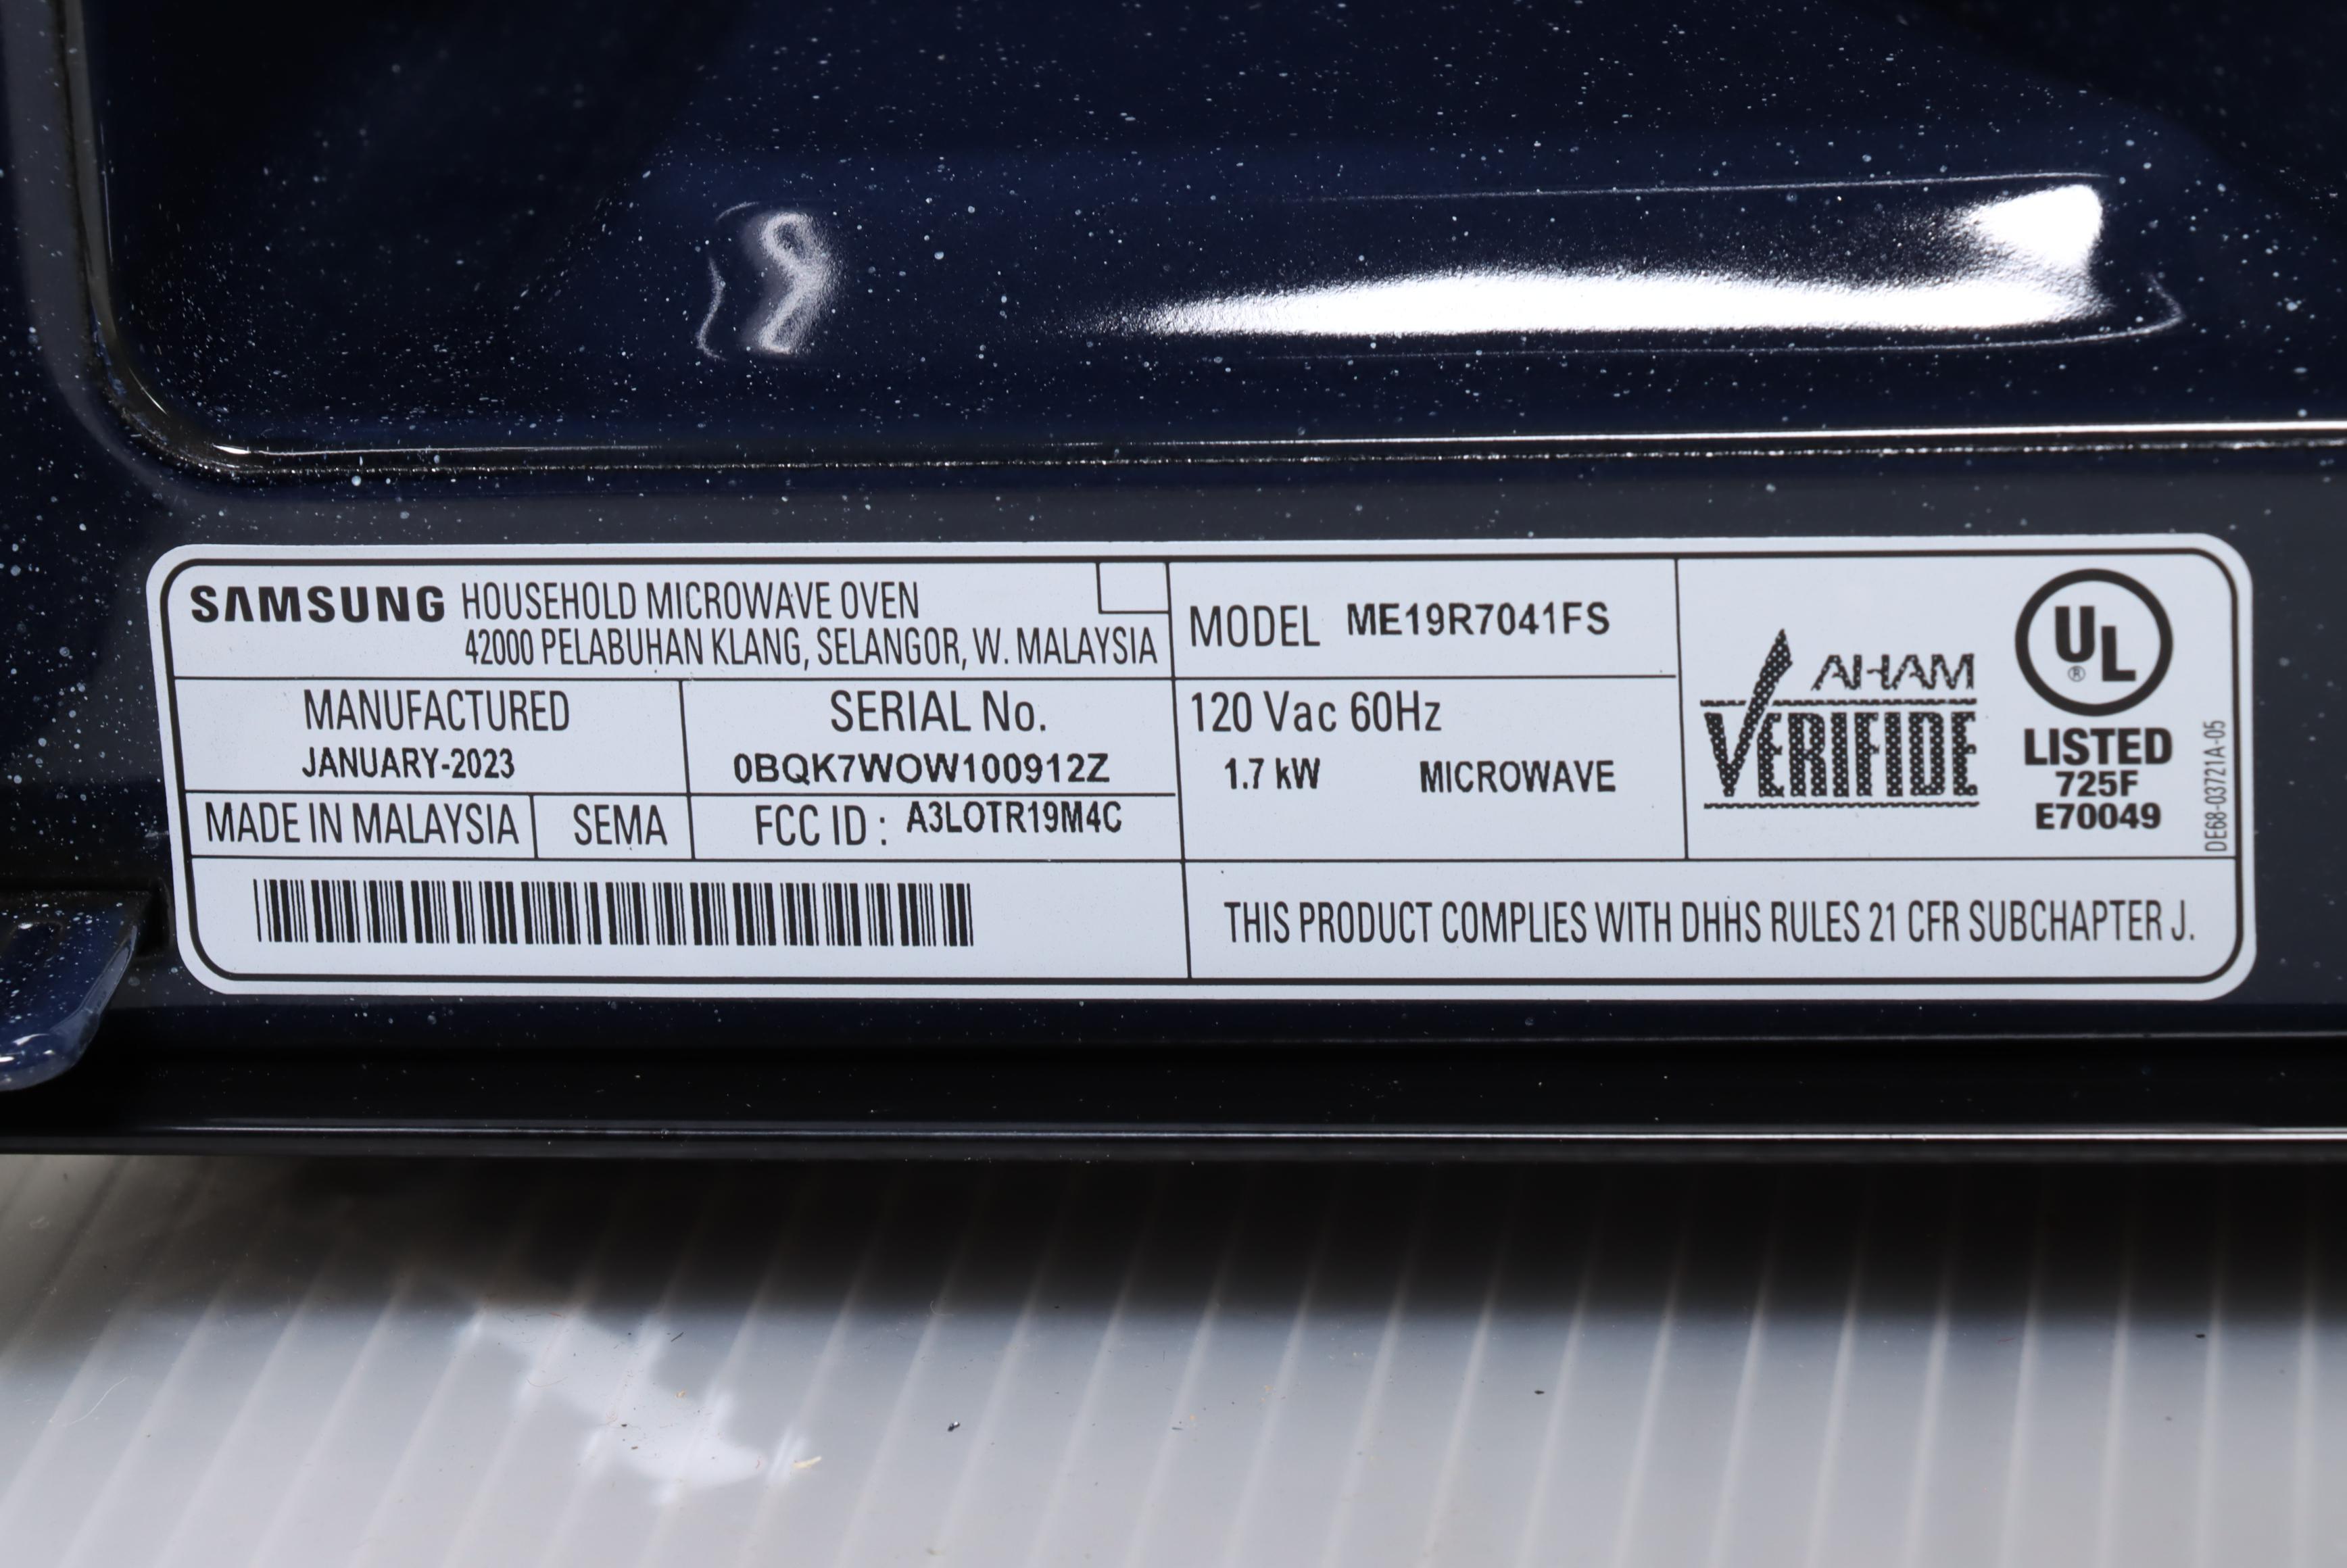 SAMSUNG HOUSEHOLD MICROWAVE OVEN
42000 PELABUHAN KLANG, SELANGOR, W. MALAYSIA
MANUFACTURED
JANUARY-2023
SERIAL No.
0BQK7WOW100912Z
MADE IN MALAYSIA
SEMA
FCC ID : A3LOTR19M4C
MODEL ME19R7041FS
120 Vac 60Hz
1.7 kW MICROWAVE
AHAM
VERIFIDE
UL
®
LISTED
725F
E70049
DE68-03721A-05
THIS PRODUCT COMPLIES WITH DHHS RULES 21 CFR SUBCHAPTER J.